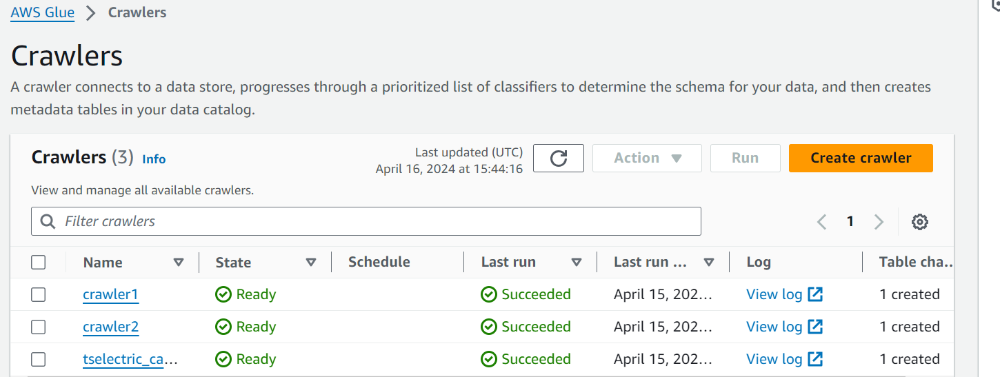 AWS Glue > Crawlers
Crawlers
A crawler connects to a data store, progresses through a prioritized list of classifiers to determine the schema for your data, and then creates
metadata tables in your data catalog.
Crawlers (3) Info
Last updated (UTC)
April 16, 2024 at 15:44:16
Action
Run
Create crawler
View and manage all available crawlers.
Filter crawlers
1
Name State Schedule Last run Last run ... Log Table cha...
crawler1 Ready Succeeded April 15, 202... View log 1 created
crawler2 Ready Succeeded April 15, 202... View log 1 created
tselectric_ca... Ready Succeeded April 15, 202... View log 1 created